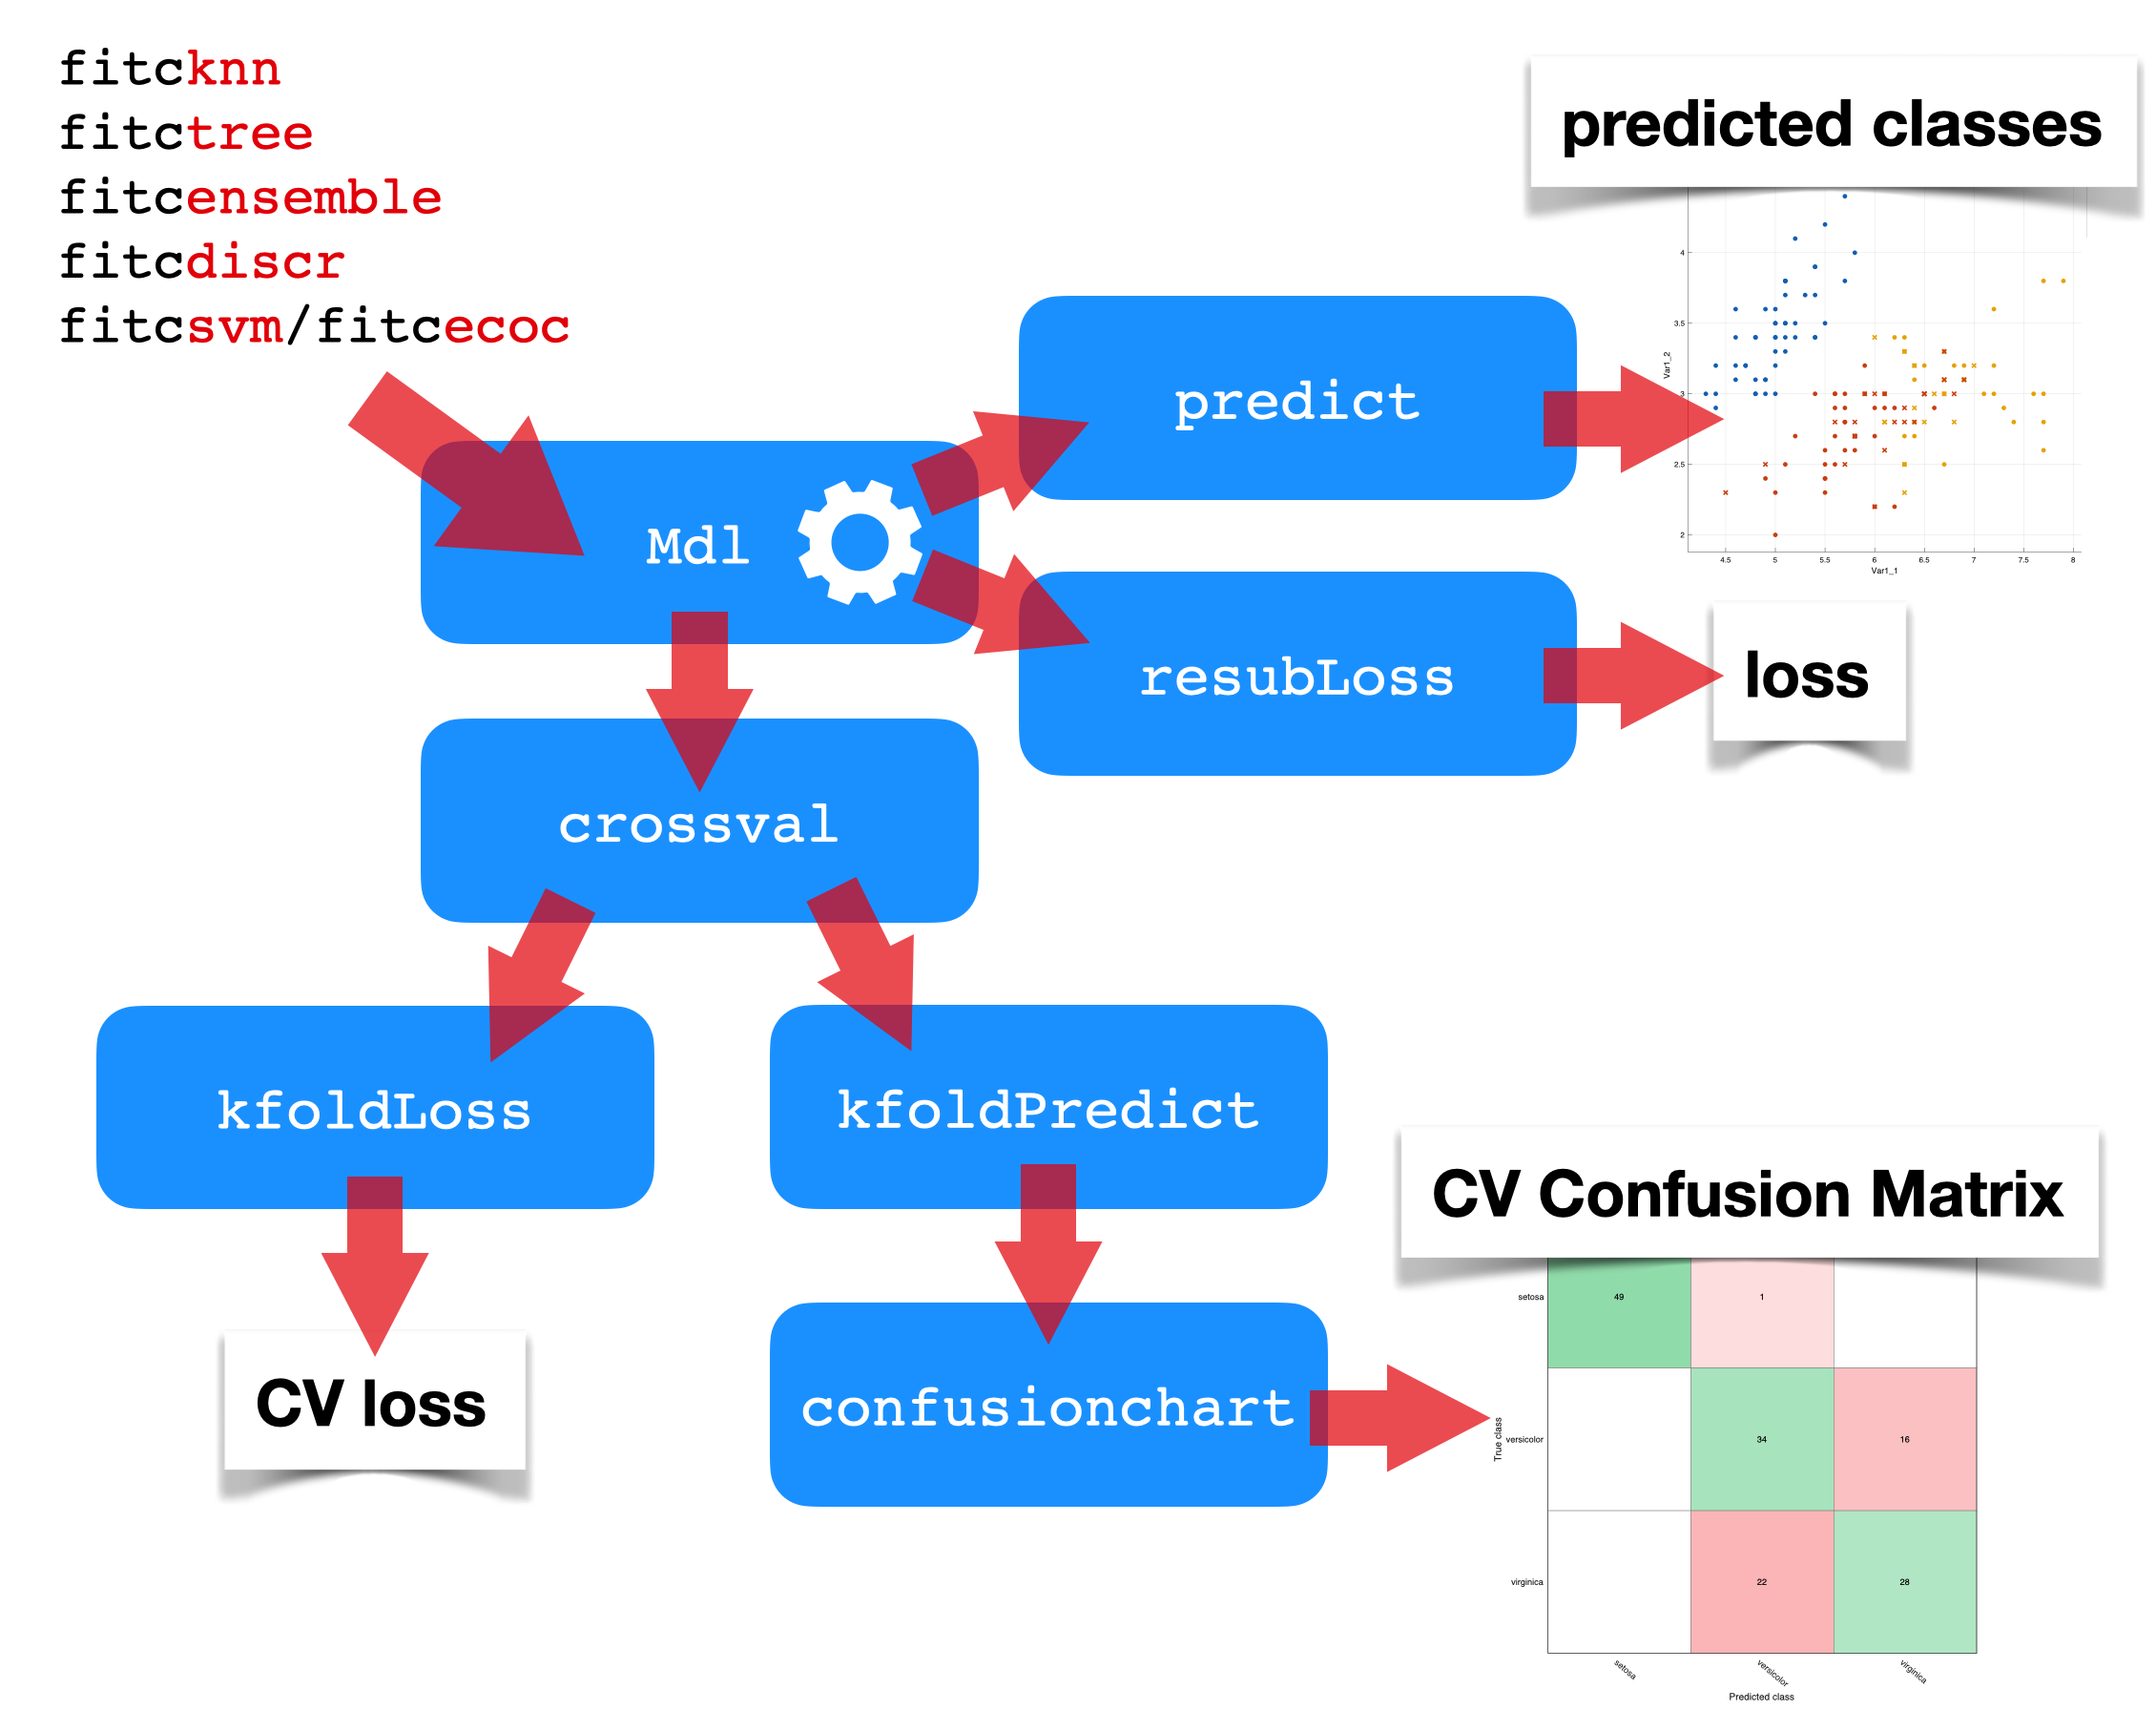 fitcknn
fitctree
fitcensemble
fitcdiscr
fitcsvm/fitcecoc
predicted classes
4
3.5
3
2.5
2
Var1_2
4.5 5 5.5 6 6.5 7 7.5 8
Var1_1
predict
Mdl
resubLoss
loss
crossval
kfoldLoss
kfoldPredict
CV Confusion Matrix
CV loss
confusionchart
setosa 49 1
versicolor 34 16
virginica 22 28
True class
setosa versicolor virginica
Predicted class